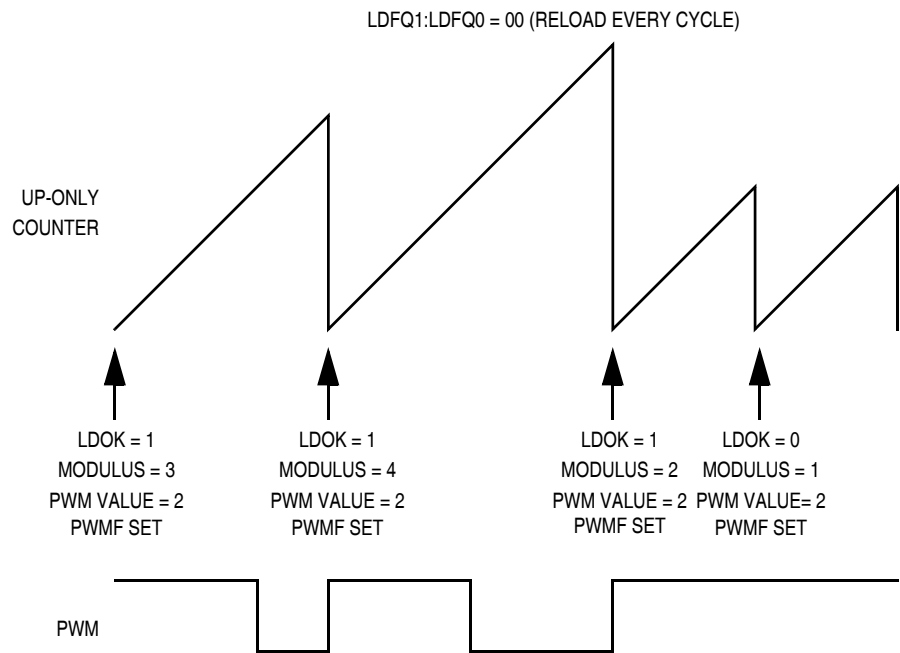 LDFQ1:LDFQ0 = 00 (RELOAD EVERY CYCLE)
UP-ONLY
COUNTER
LDOK = 1
MODULUS = 3
PWM VALUE = 2
PWMF SET
LDOK = 1
MODULUS = 4
PWM VALUE = 2
PWMF SET
LDOK = 1
MODULUS = 2
PWM VALUE = 2
PWMF SET
LDOK = 0
MODULUS = 1
PWM VALUE= 2
PWMF SET
PWM